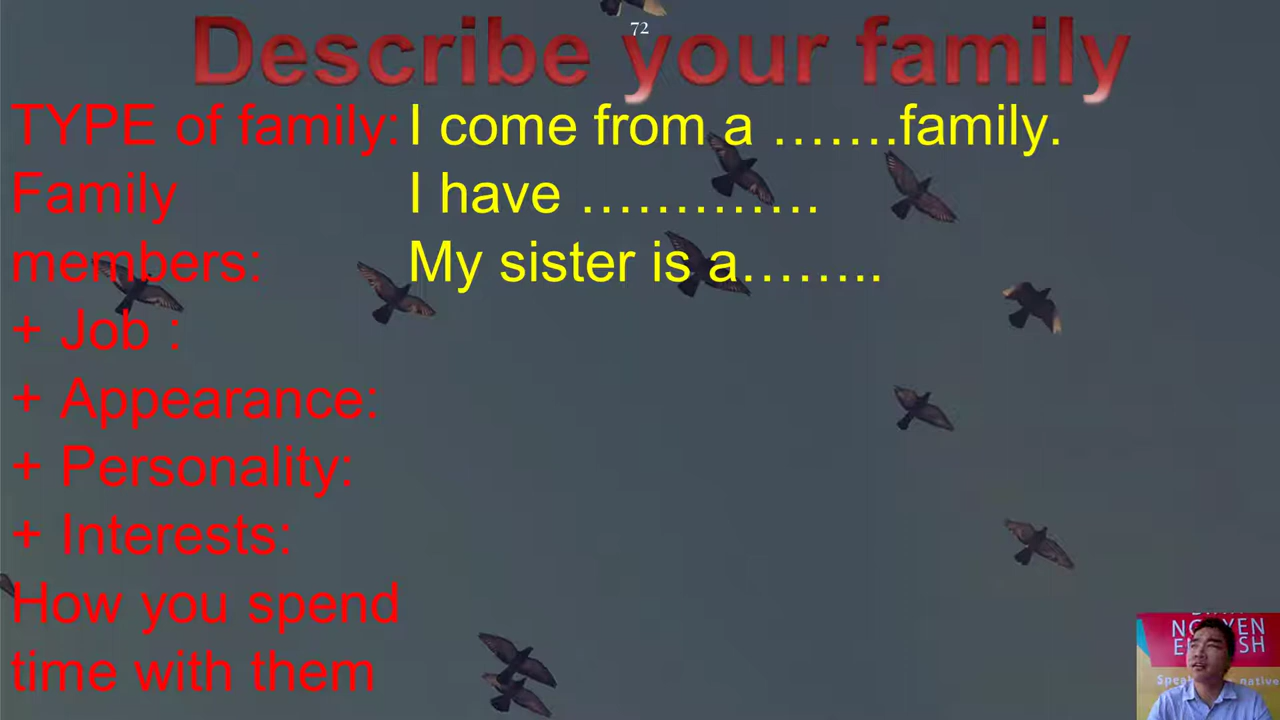 72
Describe your family
TYPE of family: I come from a …….family.
Family I have ………….
members: My sister is a……..
+ Job :
+ Appearance:
+ Personality:
+ Interests:
How you spend
time with them
NGUYEN